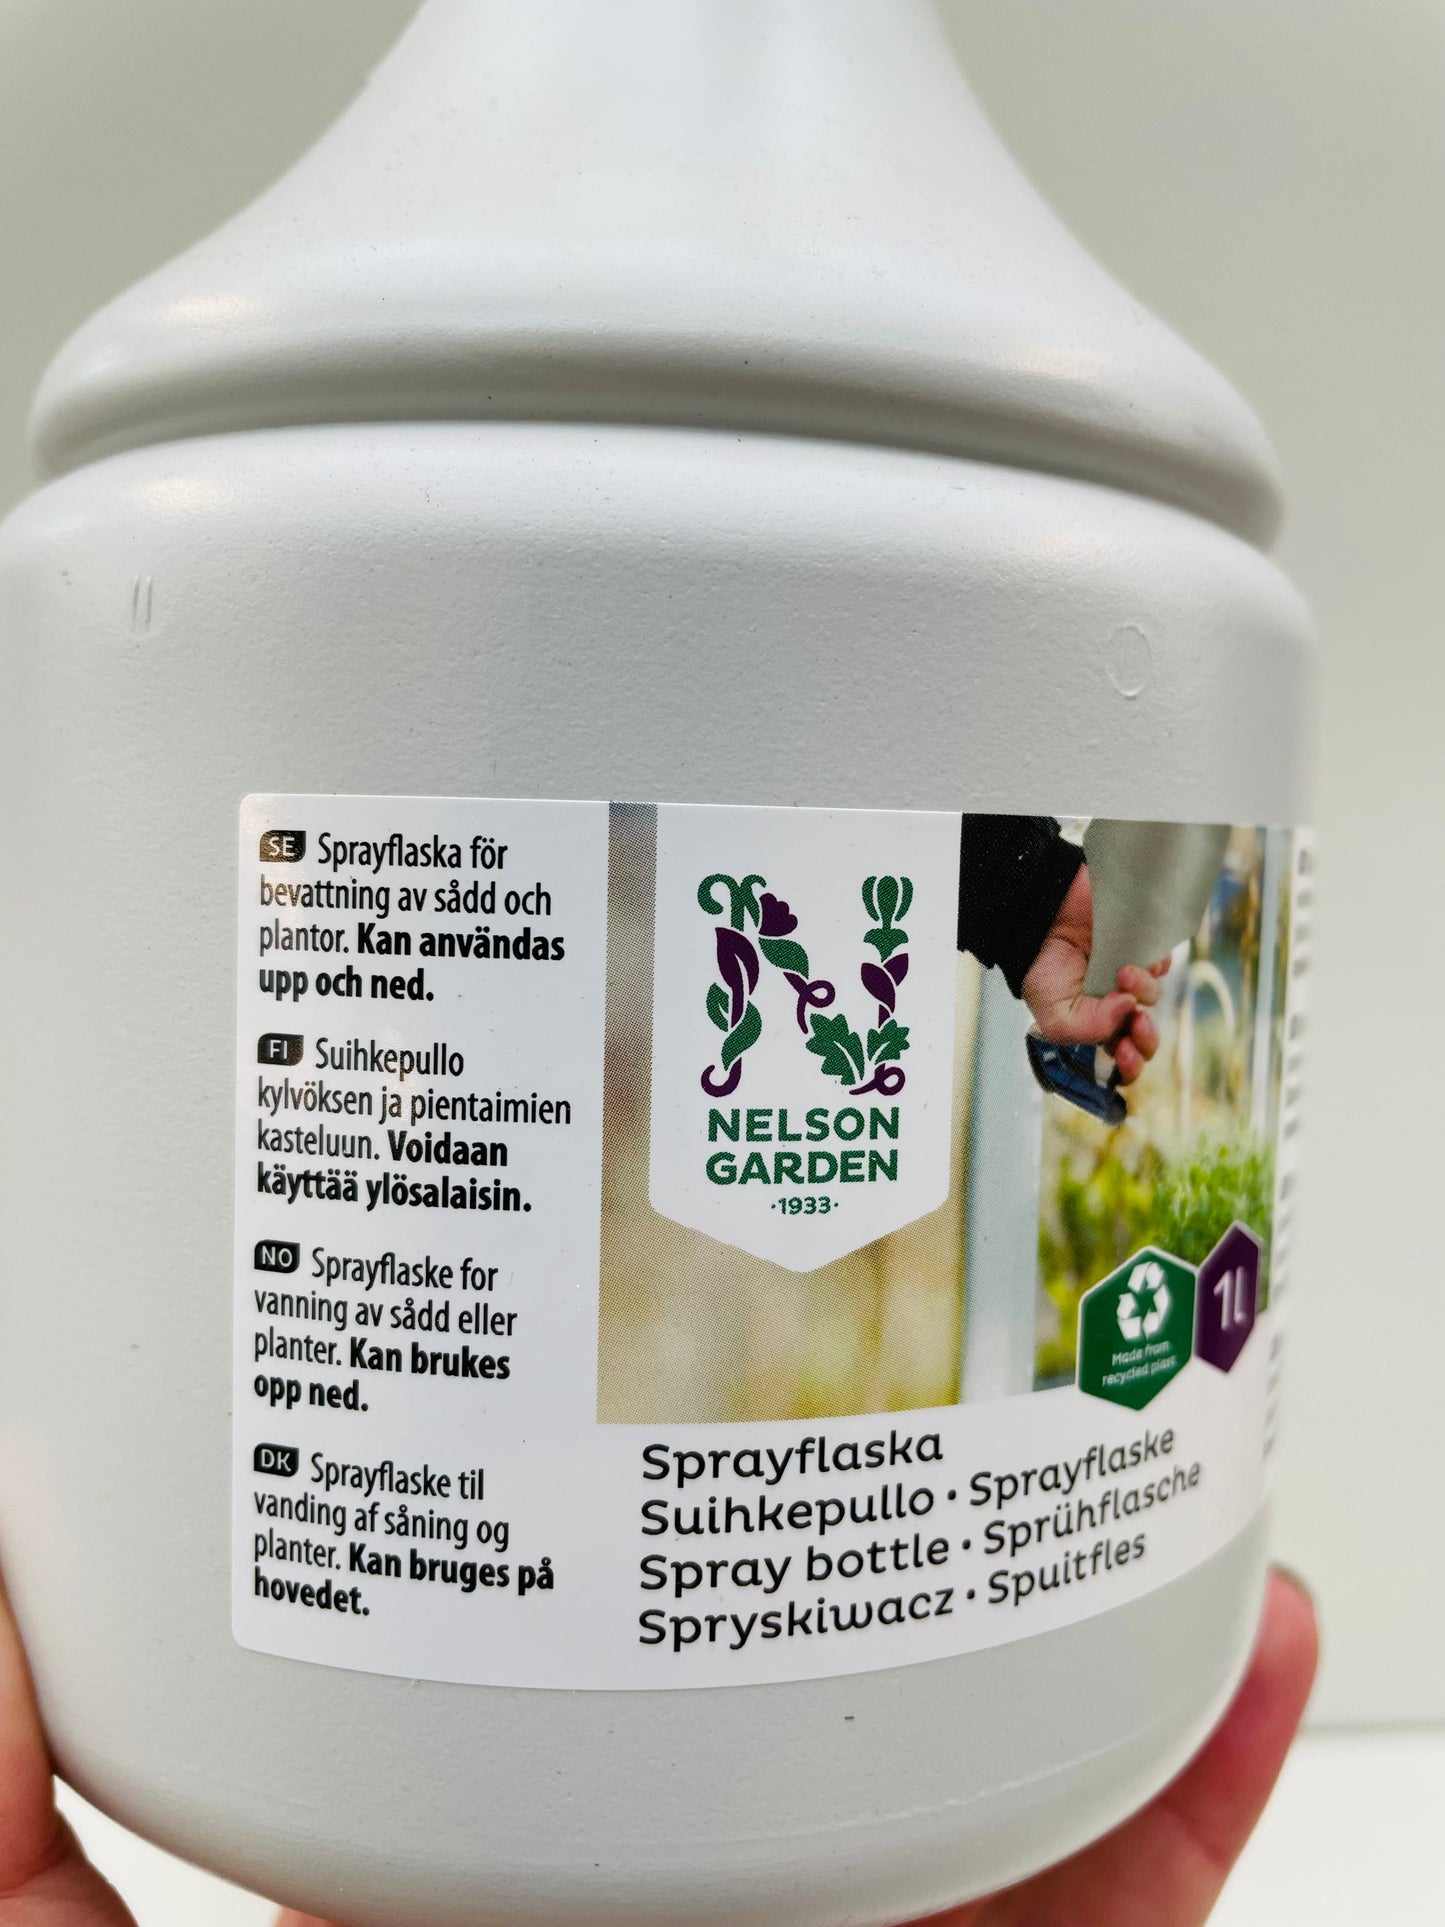 SE Sprayflaska för
bevattning av sådd och
plantor. Kan användas
upp och ned.
FI Suihkepullo
kylvöksen ja pientaimien
kasteluun. Voidaan
käyttää ylösalaisin.
NO Sprayflaske for
vanning av sådd eller
planter. Kan brukes
opp ned.
DK Sprayflaske til
vanding af såning og
planter. Kan bruges på
hovedet.
NELSON
GARDEN
·1933·
Made from
recycled plast
1l
Sprayflaska
Suihkepullo · Sprayflaske
Spray bottle · Sprühflasche
Spryskiwacz · Spuitfles